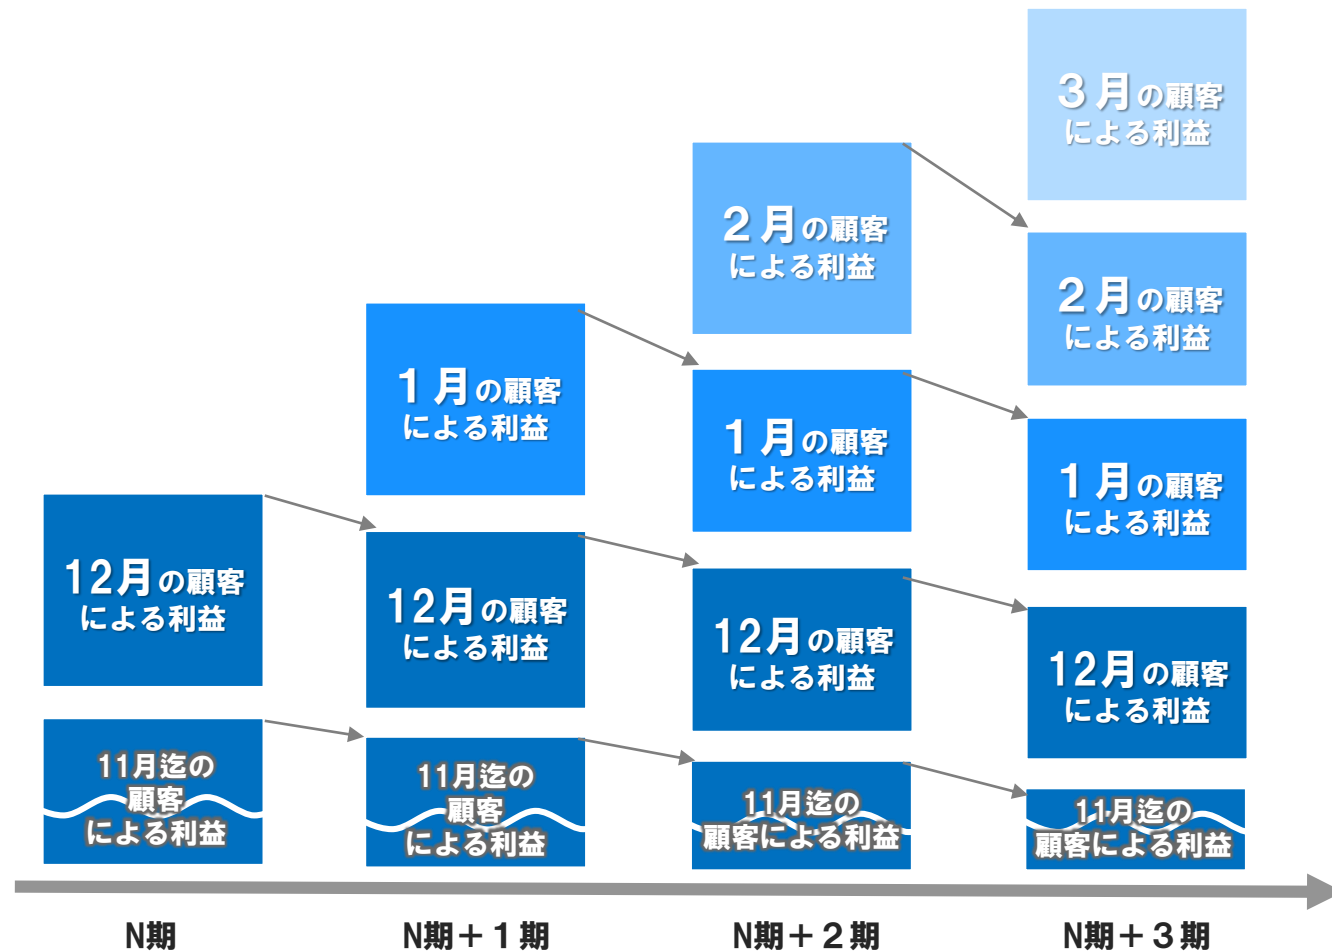 12月の顧客
による利益
11月迄の
顧客
による利益
N期
1月の顧客
による利益
12月の顧客
による利益
11月迄の
顧客
による利益
N期＋１期
2月の顧客
による利益
1月の顧客
による利益
12月の顧客
による利益
11月迄の
顧客による利益
N期＋２期
3月の顧客
による利益
2月の顧客
による利益
1月の顧客
による利益
12月の顧客
による利益
11月迄の
顧客による利益
N期＋３期